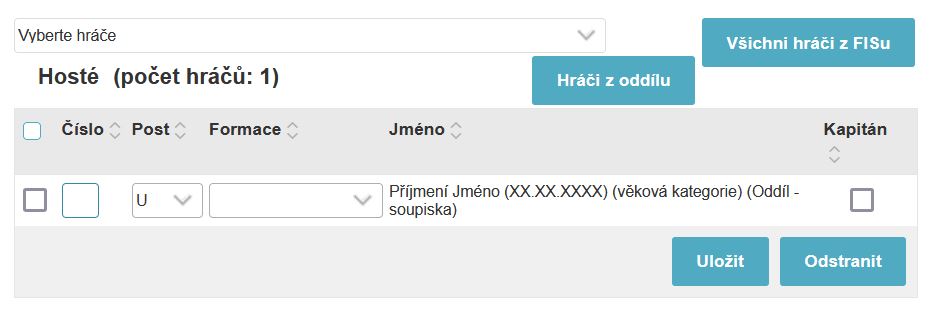 Vyberte hráče
Všichni hráči z FISu
Hosté (počet hráčů: 1)
Hráči z oddílu
Číslo Post Formace Jméno Kapitán
U Příjmení Jméno (XX.XX.XXXX) (věková kategorie) (Oddíl -
soupiska)
Uložit Odstranit